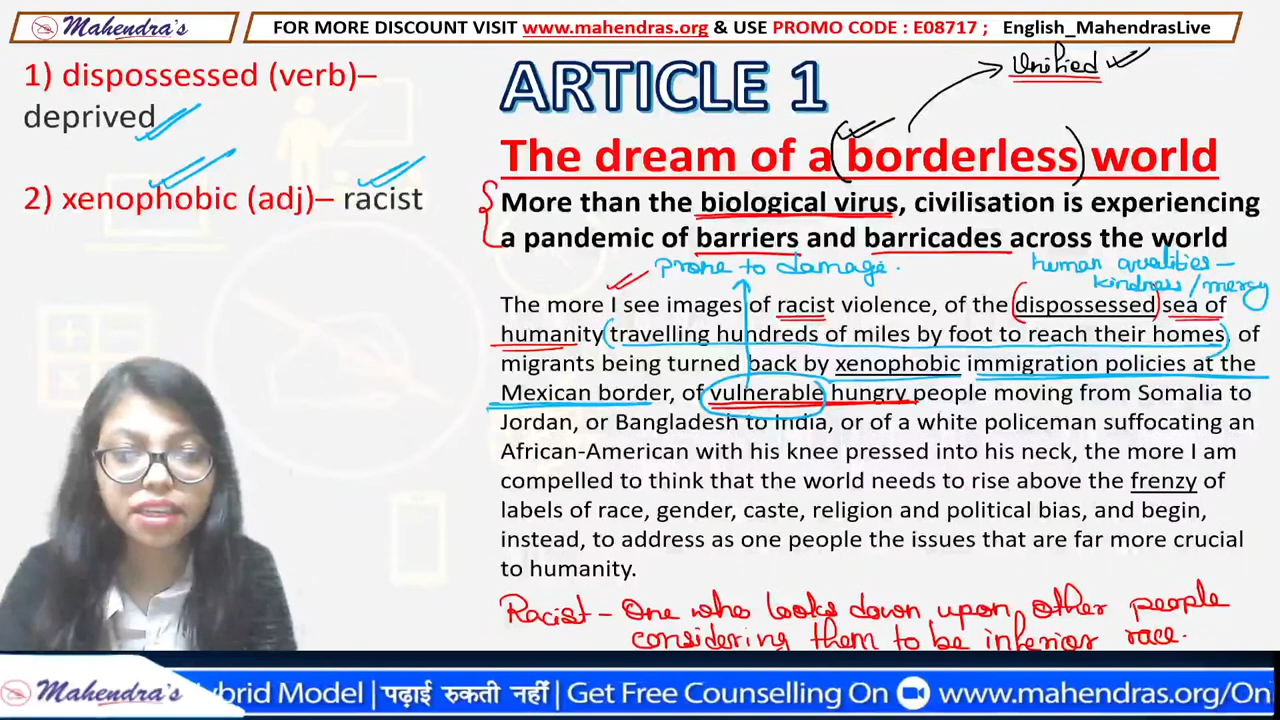 Mahendra's
FOR MORE DISCOUNT VISIT www.mahendras.org & USE PROMO CODE : E08717 ; English_MahendrasLive
1) dispossessed (verb)–
deprived
2) xenophobic (adj)– racist
Unified
ARTICLE 1
The dream of a borderless world
More than the biological virus, civilisation is experiencing
a pandemic of barriers and barricades across the world
prone to damage.
human qualities –
kindness/mercy
The more I see images of racist violence, of the dispossessed sea of
humanity travelling hundreds of miles by foot to reach their homes, of
migrants being turned back by xenophobic immigration policies at the
Mexican border, of vulnerable hungry people moving from Somalia to
Jordan, or Bangladesh to India, or of a white policeman suffocating an
African-American with his knee pressed into his neck, the more I am
compelled to think that the world needs to rise above the frenzy of
labels of race, gender, caste, religion and political bias, and begin,
instead, to address as one people the issues that are far more crucial
to humanity.
Racist – One who looks down upon other people
considering them to be inferior race.
Mahendra's
ybrid Model | पढ़ाई रुकती नहीं | Get Free Counselling On www.mahendras.org/On